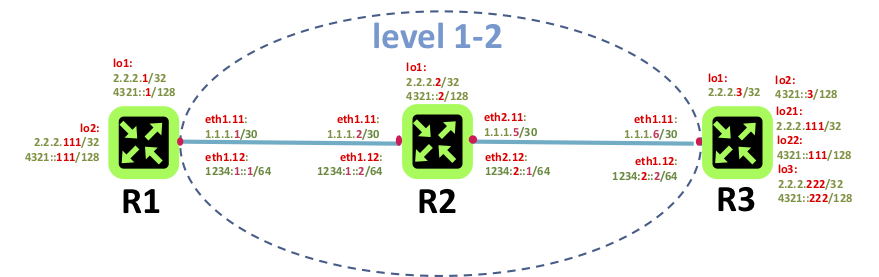 level 1-2
lo1:
2.2.2.1/32
4321::1/128
lo2:
2.2.2.111/32
4321::111/128
R1
eth1.11:
1.1.1.1/30
eth1.12:
1234:1::1/64
eth1.11:
1.1.1.2/30
eth1.12:
1234:1::2/64
lo1:
2.2.2.2/32
4321::2/128
R2
eth2.11:
1.1.1.5/30
eth2.12:
1234:2::1/64
eth1.11:
1.1.1.6/30
eth1.12:
1234:2::2/64
lo1:
2.2.2.3/32
R3
lo2:
4321::3/128
lo21:
2.2.2.111/32
lo22:
4321::111/128
lo3:
2.2.2.222/32
4321::222/128